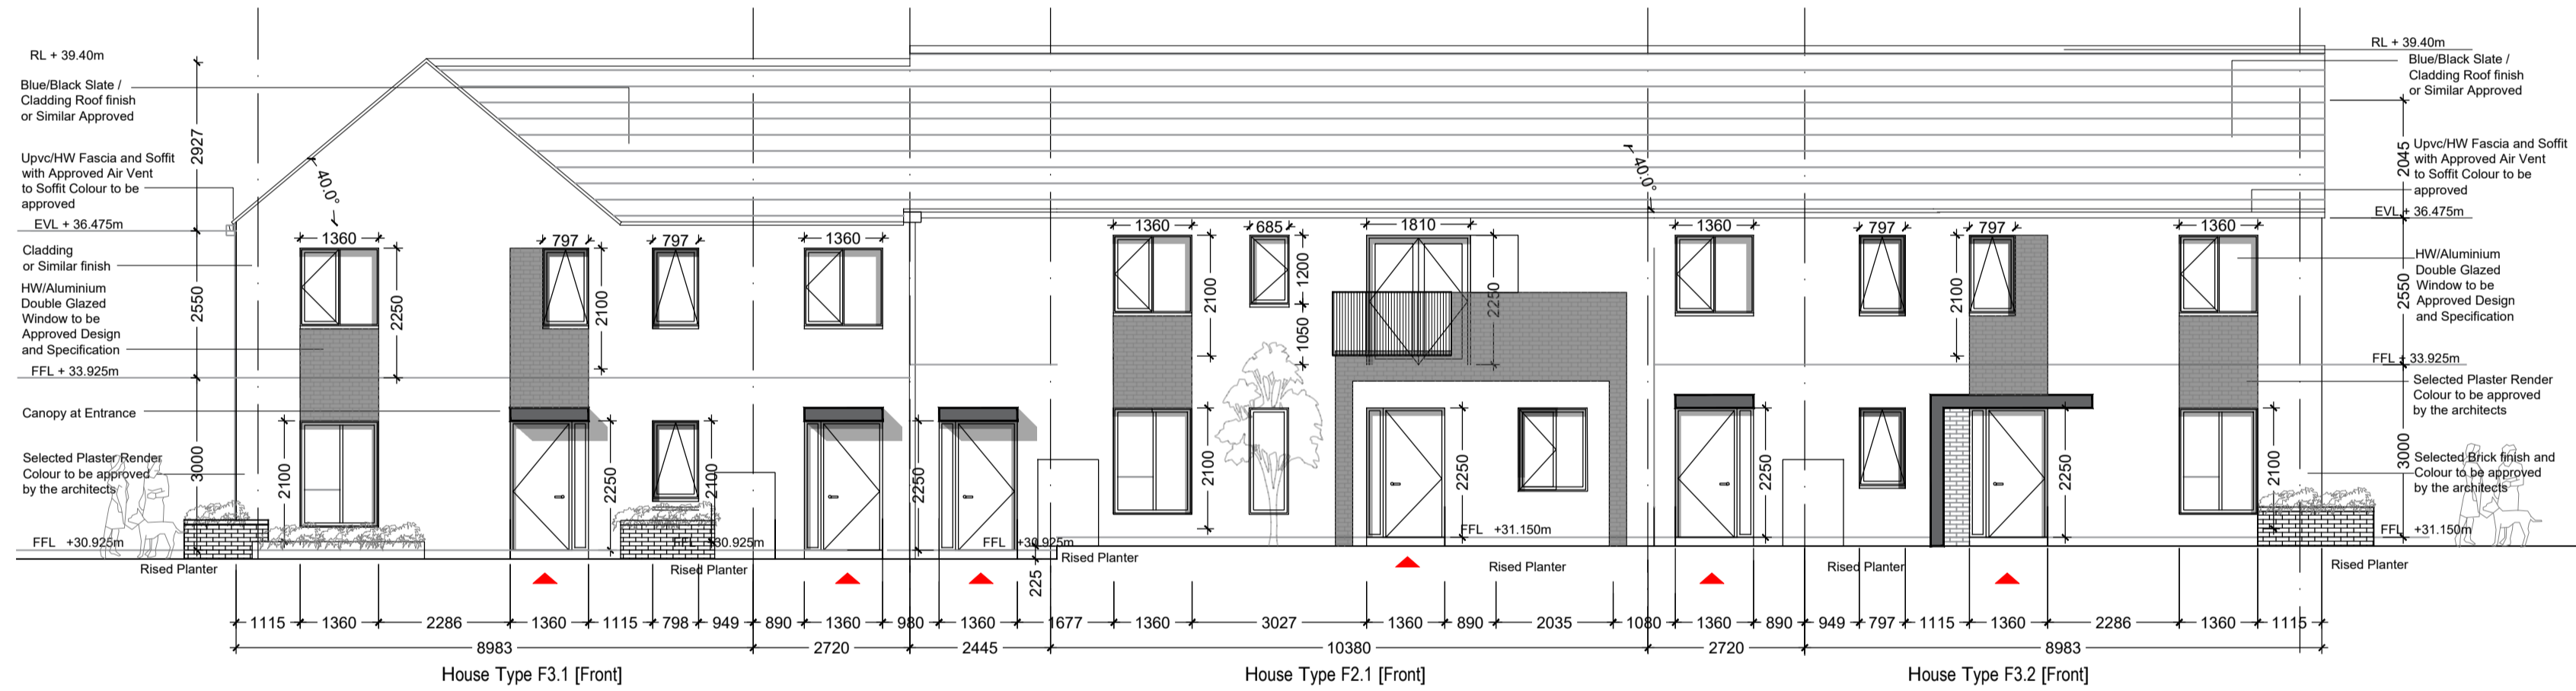 RL + 39.40m
Blue/Black Slate /
Cladding Roof finish
or Similar Approved
Upvc/HW Fascia and Soffit
with Approved Air Vent
to Soffit Colour to be
approved
EVL + 36.475m
Cladding
or Similar finish
HW/Aluminium
Double Glazed
Window to be
Approved Design
and Specification
FFL + 33.925m
Canopy at Entrance
Selected Plaster Render
Colour to be approved
by the architects
FFL +30.925m
2927
2550
3000
40.0°
1360
797
797
1360
2250
2100
2100
2250
2100
2250
FFL +30.925m
FFL +30.925m
225
1360
685
1810
2100
1200
1050
2250
2100
2250
FFL +31.150m
40.0°
1360
797
797
1360
2100
2250
2250
2100
RL + 39.40m
Blue/Black Slate /
Cladding Roof finish
or Similar Approved
2045
Upvc/HW Fascia and Soffit
with Approved Air Vent
to Soffit Colour to be
approved
EVL + 36.475m
HW/Aluminium
Double Glazed
Window to be
Approved Design
and Specification
2550
FFL + 33.925m
Selected Plaster Render
Colour to be approved
by the architects
3000
Selected Brick finish and
Colour to be approved
by the architects
FFL +31.150m
Rised Planter
Rised Planter
Rised Planter
Rised Planter
Rised Planter
Rised Planter
1115 1360 2286 1360 1115 798 949 890 1360 980 1360 1677 1360 3027 1360 890 2035 1080 1360 890 949 797 1115 1360 2286 1360 1115
8983 2720 2445 10380 2720 8983
House Type F3.1 [Front]
House Type F2.1 [Front]
House Type F3.2 [Front]